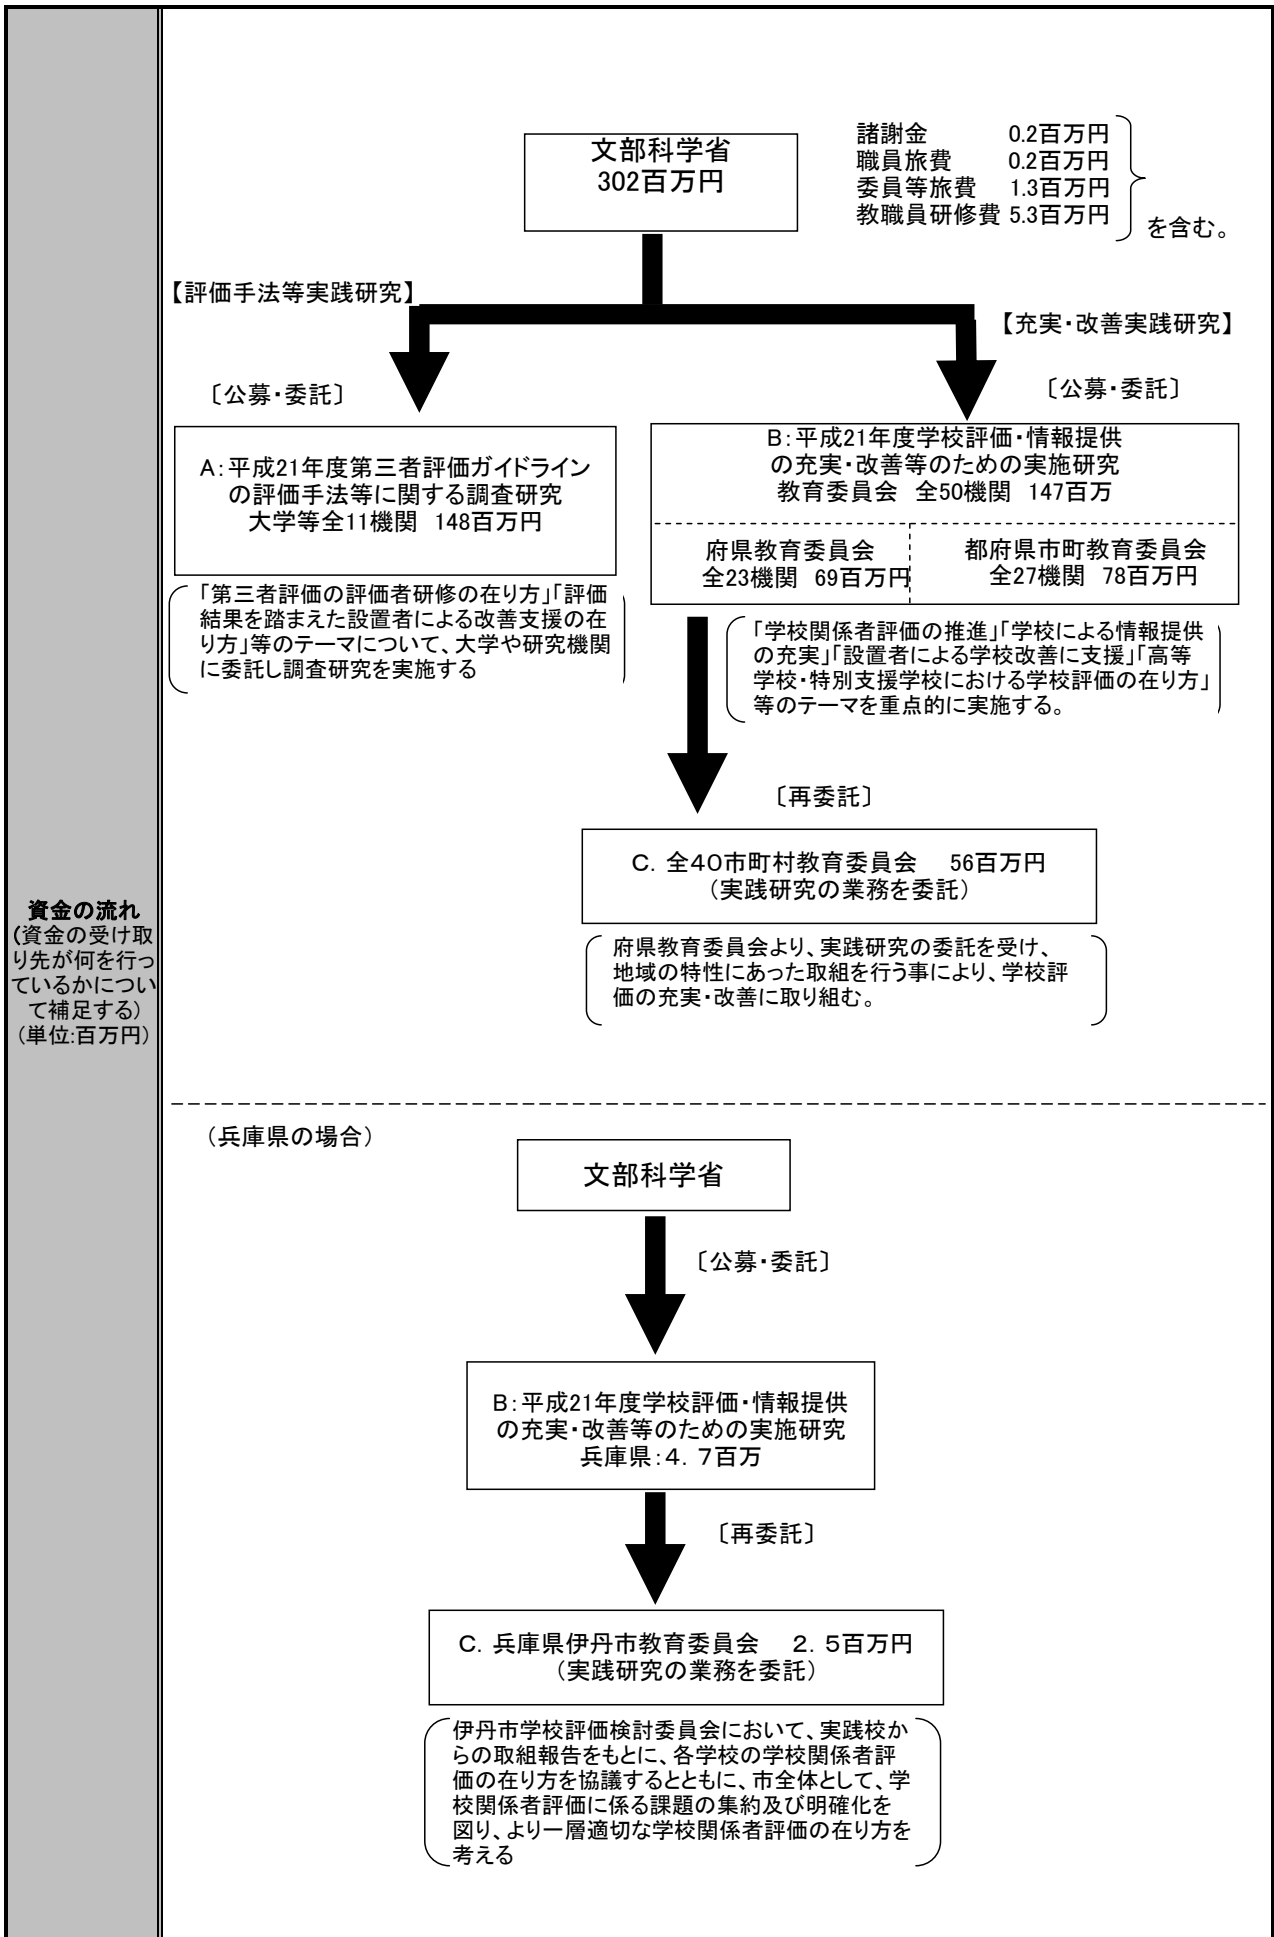 資金の流れ
(資金の受け取
り先が何を行っ
ているかについ
て補足する)
(単位:百万円)
文部科学省
302百万円
諸謝金 0.2百万円
職員旅費 0.2百万円
委員等旅費 1.3百万円
教職員研修費 5.3百万円
を含む。
【評価手法等実践研究】
【充実・改善実践研究】
〔公募・委託〕
〔公募・委託〕
A:平成21年度第三者評価ガイドライン
の評価手法等に関する調査研究
大学等全11機関 148百万円
「第三者評価の評価者研修の在り方」「評価
結果を踏まえた設置者による改善支援の在
り方」等のテーマについて、大学や研究機関
に委託し調査研究を実施する
B:平成21年度学校評価・情報提供
の充実・改善等のための実施研究
教育委員会 全50機関 147百万
府県教育委員会
全23機関 69百万円
都府県市町教育委員会
全27機関 78百万円
「学校関係者評価の推進」「学校による情報提供
の充実」「設置者による学校改善に支援」「高等
学校・特別支援学校における学校評価の在り方」
等のテーマを重点的に実施する。
〔再委託〕
C. 全40市町村教育委員会 56百万円
(実践研究の業務を委託)
府県教育委員会より、実践研究の委託を受け、
地域の特性にあった取組を行う事により、学校評
価の充実・改善に取り組む。
(兵庫県の場合)
文部科学省
〔公募・委託〕
B:平成21年度学校評価・情報提供
の充実・改善等のための実施研究
兵庫県:4.7百万
〔再委託〕
C. 兵庫県伊丹市教育委員会 2.5百万円
(実践研究の業務を委託)
伊丹市学校評価検討委員会において、実践校か
らの取組報告をもとに、各学校の学校関係者評
価の在り方を協議するとともに、市全体として、学
校関係者評価に係る課題の集約及び明確化を
図り、より一層適切な学校関係者評価の在り方を
考える